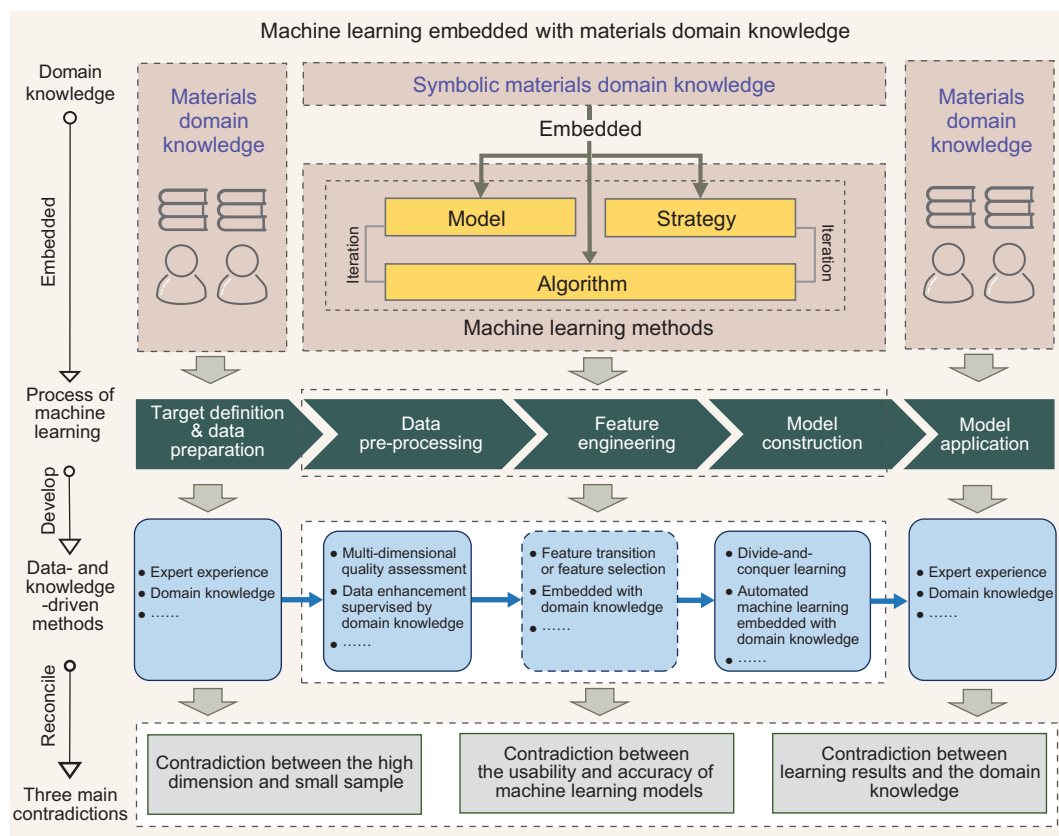 Machine learning embedded with materials domain knowledge
Domain
knowledge
Embedded
Process of
machine
learning
Develop
Data- and
knowledge
-driven
methods
Reconcile
Three main
contradictions
Materials
domain
knowledge
Symbolic materials domain knowledge
Embedded
Model
Strategy
Iteration
Iteration
Algorithm
Machine learning methods
Materials
domain
knowledge
Target definition
& data
preparation
Data
pre-processing
Feature
engineering
Model
construction
Model
application
● Expert experience
● Domain knowledge
● ......
● Multi-dimensional
quality assessment
● Data enhancement
supervised by
domain knowledge
● ......
● Feature transition
or feature selection
● Embedded with
domain knowledge
● ......
● Divide-and-
conquer learning
● Automated
machine learning
embedded with
domain knowledge
● ......
● Expert experience
● Domain knowledge
● ......
Contradiction between the high
dimension and small sample
Contradiction between
the usability and accuracy of
machine learning models
Contradiction between
learning results and the domain
knowledge